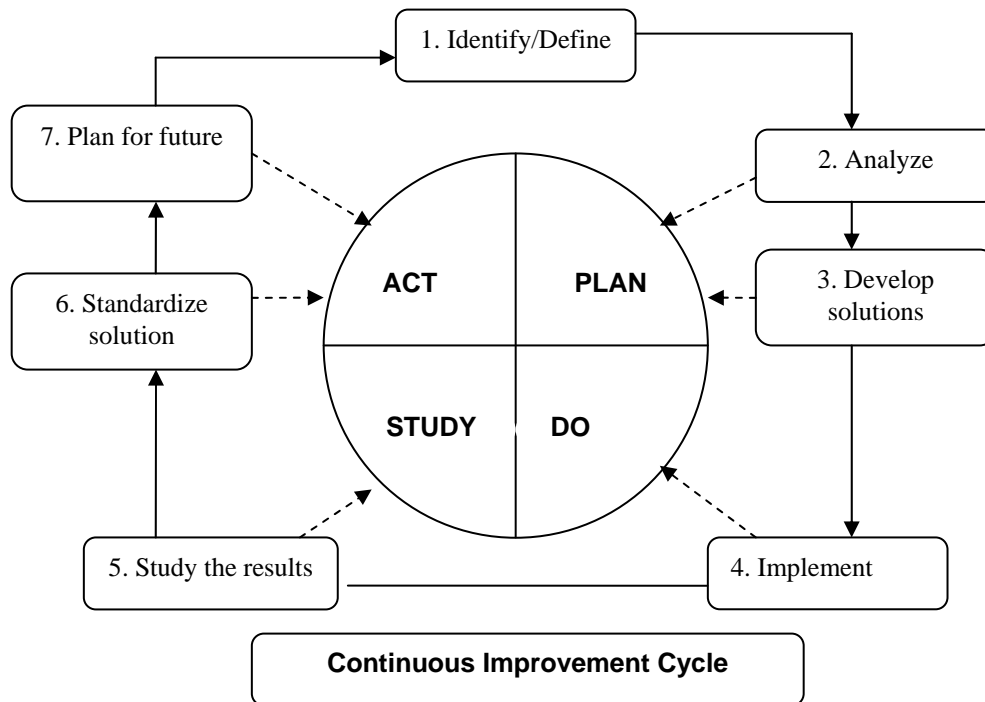 1. Identify/Define
7. Plan for future
2. Analyze
ACT
PLAN
6. Standardize
solution
3. Develop
solutions
STUDY
DO
5. Study the results
4. Implement
Continuous Improvement Cycle